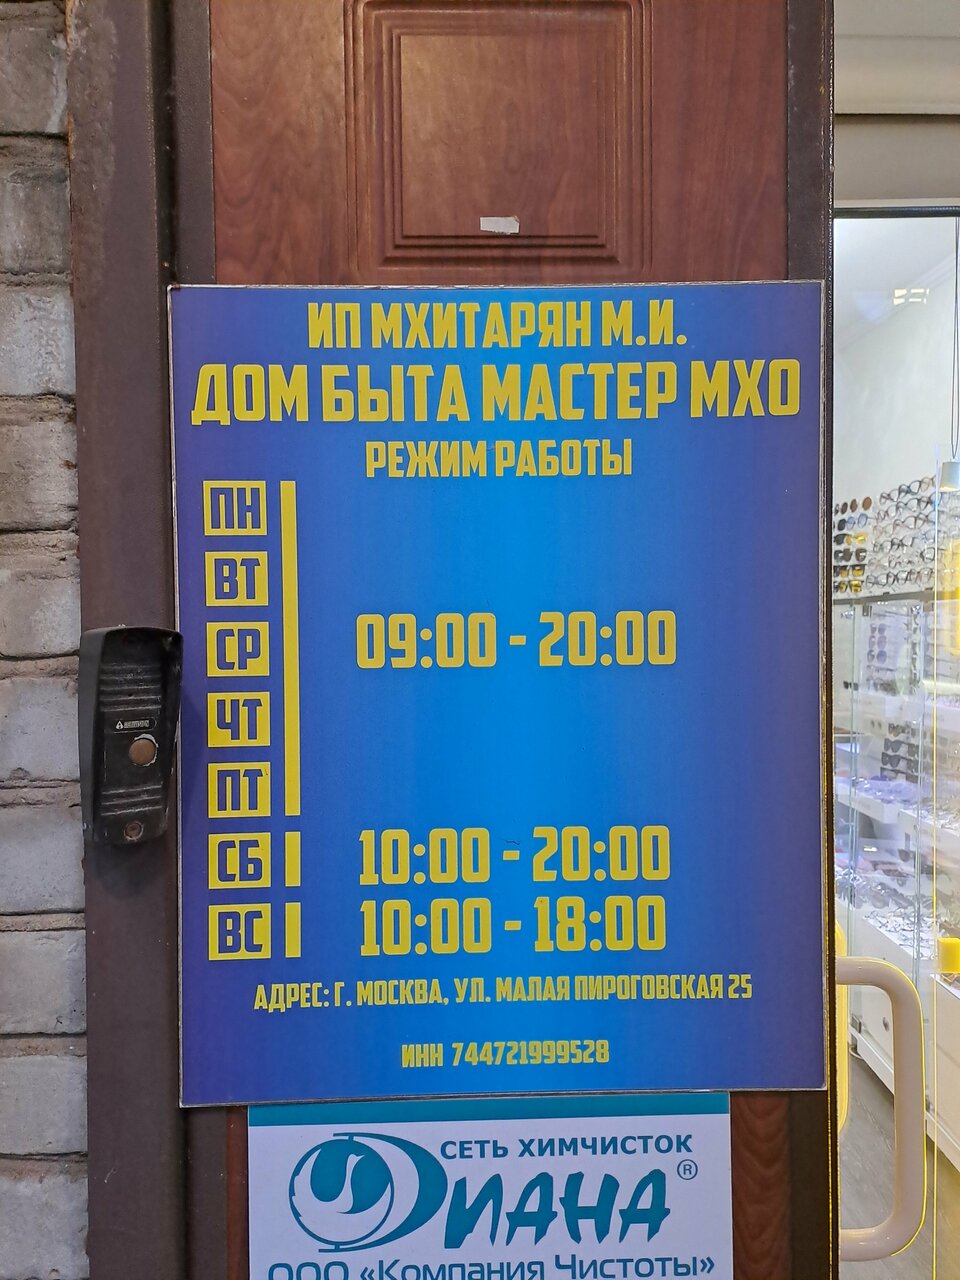 ИП МХИТАРЯН М.И.
ДОМ БЫТА МАСТЕР МХО
РЕЖИМ РАБОТЫ
ПН
ВТ
СР
ЧТ
ПТ
09:00 - 20:00
СБ 10:00 - 20:00
ВС 10:00 - 18:00
АДРЕС: Г. МОСКВА, УЛ. МАЛАЯ ПИРОГОВСКАЯ 25
ИНН 744721999528
СЕТЬ ХИМЧИСТОК
ДИАНА®
ООО «Компания Чистоты»